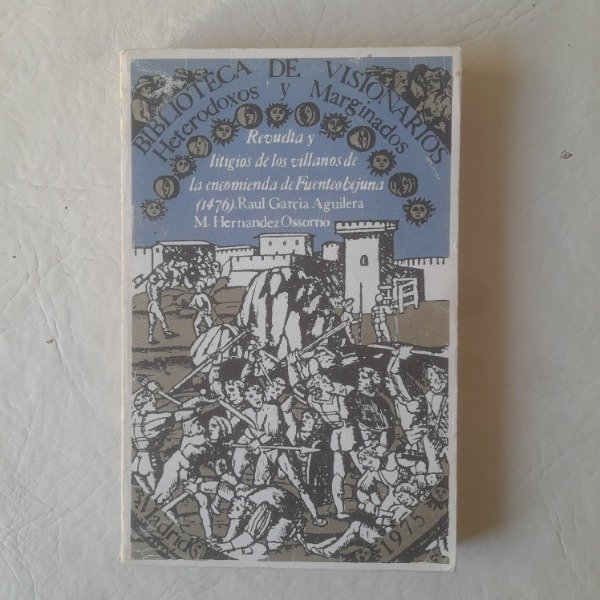 BIBLIOTECA DE VISIONARIOS
Heterodoxos y Marginados
Revuelta y
litigios de los villanos de
la encomienda de Fuenteobejuna
(1476). Raul Garcia Aguilera
M. Hernandez Ossorno
Madrid
1975